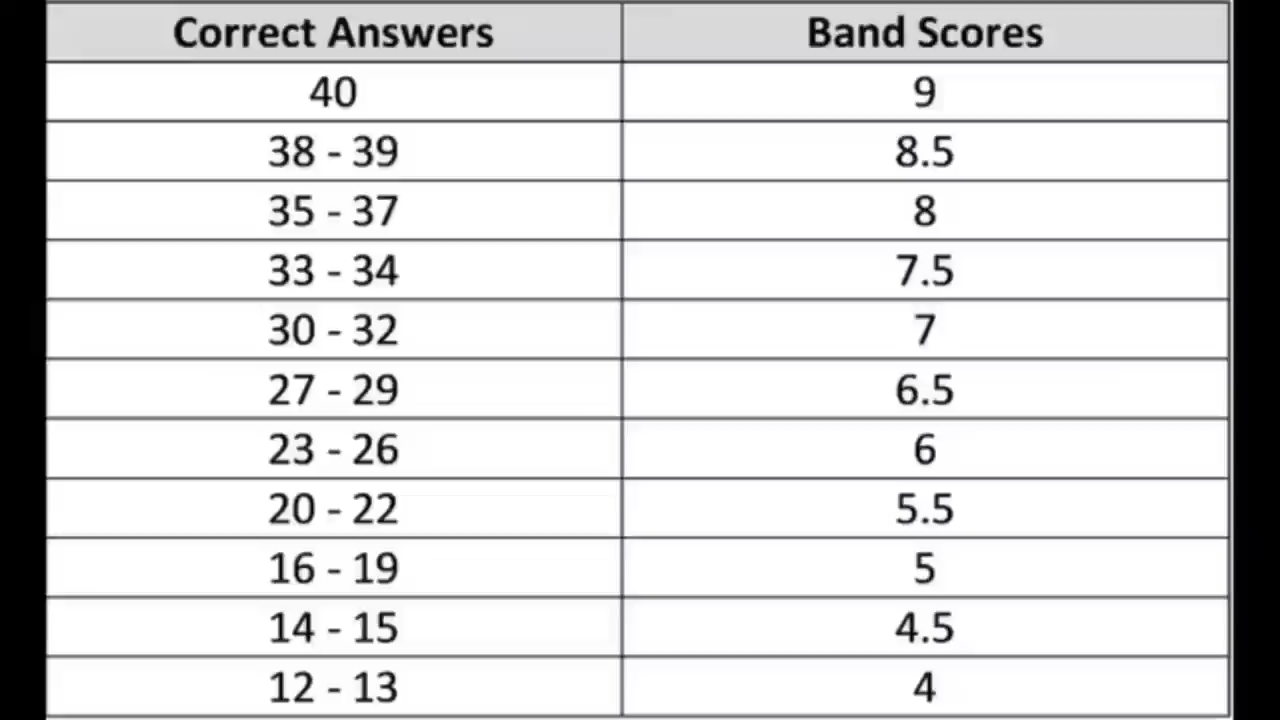 Correct Answers Band Scores
40 9
38 - 39 8.5
35 - 37 8
33 - 34 7.5
30 - 32 7
27 - 29 6.5
23 - 26 6
20 - 22 5.5
16 - 19 5
14 - 15 4.5
12 - 13 4